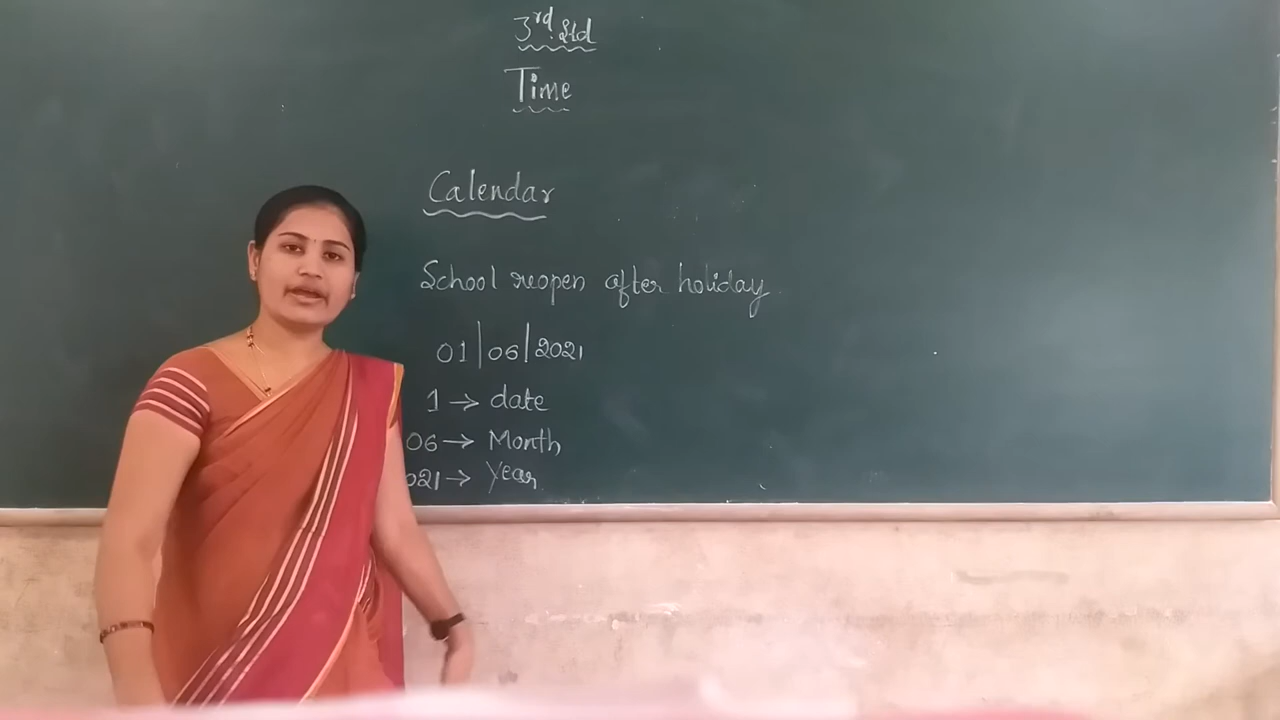 3rd Std
Time
Calendar
School reopen after holiday
01|06|2021
1 → date
06 → Month
021 → Year